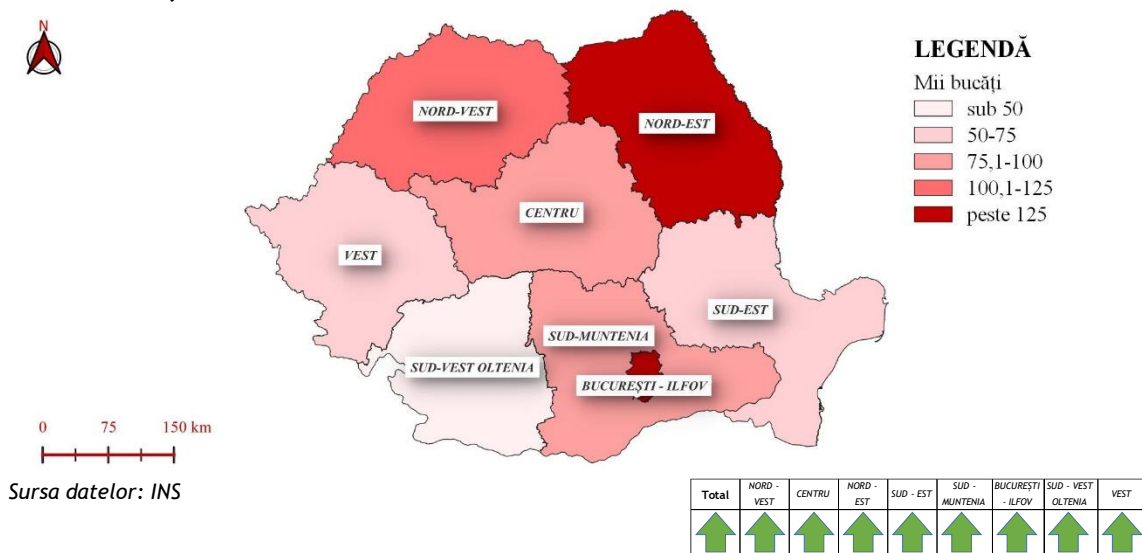 N
LEGENDĂ
Mii bucăți
sub 50
50-75
75,1-100
100,1-125
peste 125
NORD-VEST
NORD-EST
CENTRU
VEST
SUD-EST
SUD-MUNTENIA
SUD-VEST OLTENIA
BUCUREȘTI - ILFOV
0 75 150 km
Sursa datelor: INS
Total
NORD - VEST
CENTRU
NORD - EST
SUD - EST
SUD - MUNTENIA
BUCUREȘTI - ILFOV
SUD - VEST OLTENIA
VEST